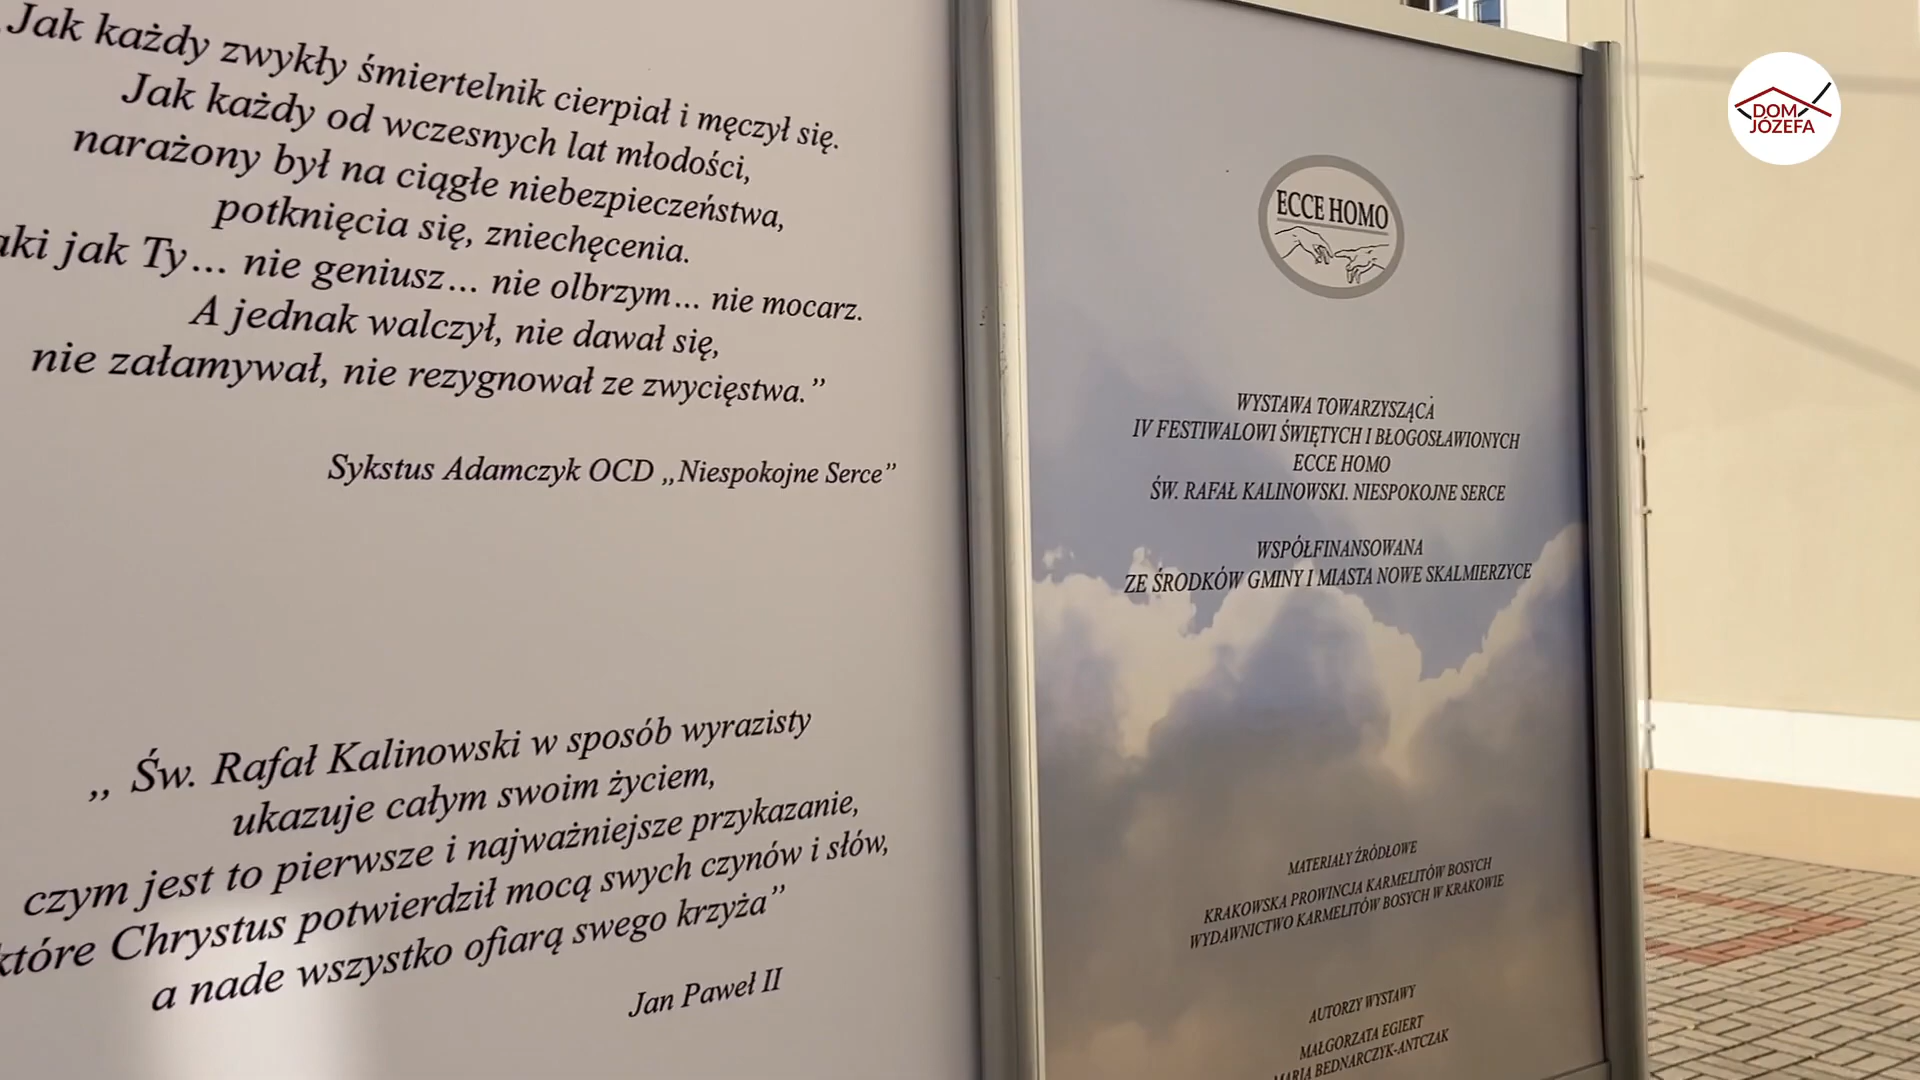 Jak każdy zwykły śmiertelnik cierpiał i męczył się.
Jak każdy od wczesnych lat młodości,
narażony był na ciągłe niebezpieczeństwa,
potknięcia się, zniechęcenia.
aki jak Ty... nie geniusz... nie olbrzym... nie mocarz.
A jednak walczył, nie dawał się,
nie załamywał, nie rezygnował ze zwycięstwa.”
Sykstus Adamczyk OCD ,,Niespokojne Serce”
,, Św. Rafał Kalinowski w sposób wyrazisty
ukazuje całym swoim życiem,
czym jest to pierwsze i najważniejsze przykazanie,
które Chrystus potwierdził mocą swych czynów i słów,
a nade wszystko ofiarą swego krzyża”
Jan Paweł II
ECCE HOMO
WYSTAWA TOWARZYSZĄCA
IV FESTIWALOWI ŚWIĘTYCH I BŁOGOSŁAWIONYCH
ECCE HOMO
ŚW. RAFAŁ KALINOWSKI. NIESPOKOJNE SERCE
WSPÓŁFINANSOWANA
ZE ŚRODKÓW GMINY I MIASTA NOWE SKALMIERZYCE
MATERIAŁY ŹRÓDŁOWE
KRAKOWSKA PROWINCJA KARMELITÓW BOSYCH
WYDAWNICTWO KARMELITÓW BOSYCH W KRAKOWIE
AUTORZY WYSTAWY
MAŁGORZATA EGIERT
MARIA BEDNARCZYK-ANTCZAK
DOM
JÓZEFA